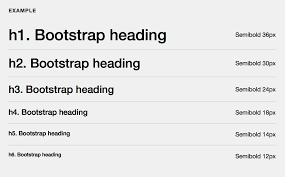 EXAMPLE
h1. Bootstrap heading Semibold 36px
h2. Bootstrap heading Semibold 30px
h3. Bootstrap heading Semibold 24px
h4. Bootstrap heading Semibold 18px
h5. Bootstrap heading Semibold 14px
h6. Bootstrap heading Semibold 12px